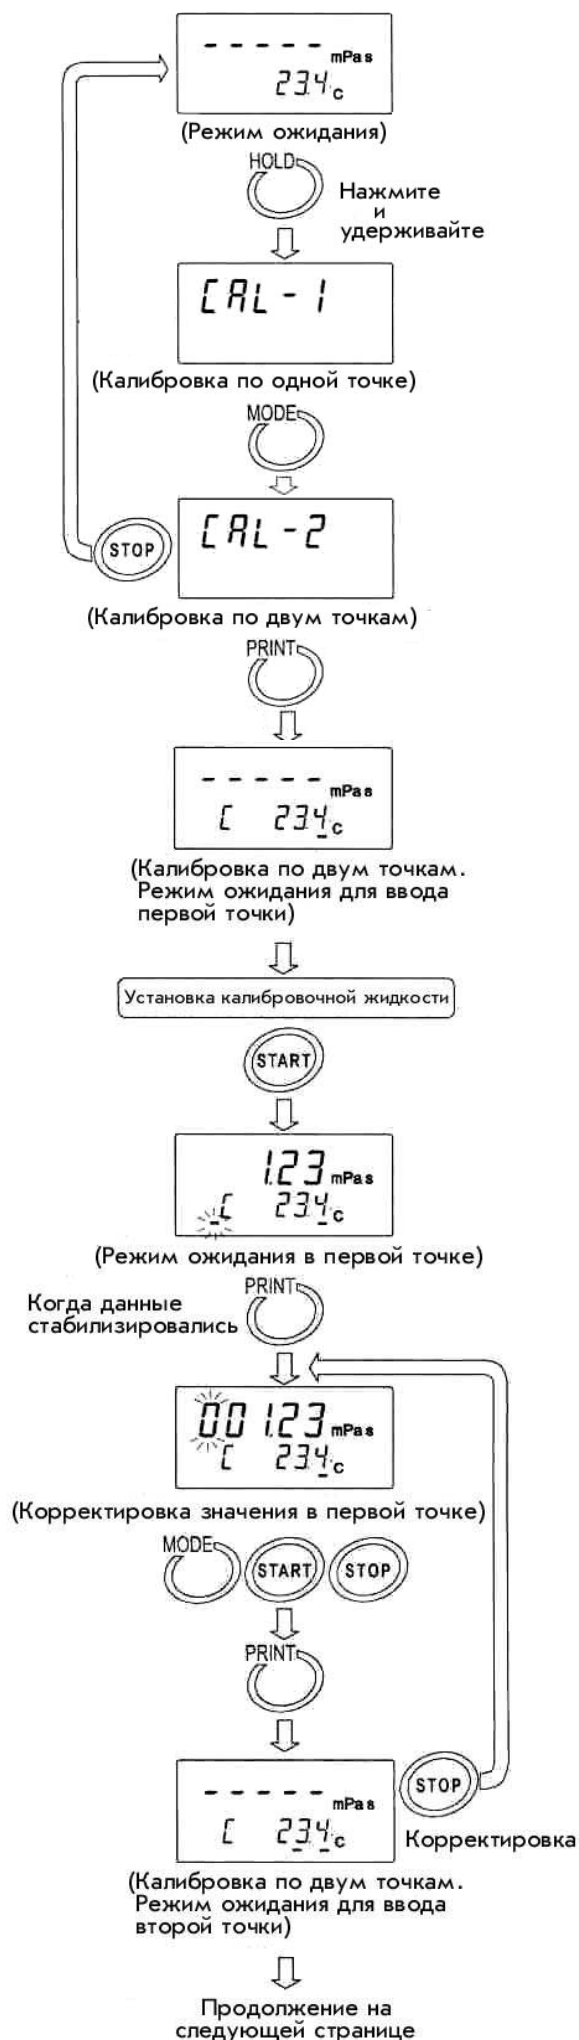 - - - - - mPas
23.4 c
(Режим ожидания)
HOLD
Нажмите
и
удерживайте
CAL-1
(Калибровка по одной точке)
MODE
CAL-2
STOP
(Калибровка по двум точкам)
PRINT
- - - - - mPas
C 23.4 c
(Калибровка по двум точкам.
Режим ожидания для ввода
первой точки)
Установка калибровочной жидкости
START
1.23 mPas
C 23.4 c
(Режим ожидания в первой точке)
PRINT
Когда данные
стабилизировались
001.23 mPas
C 23.4 c
(Корректировка значения в первой точке)
MODE START STOP
PRINT
- - - - - mPas
C 23.4 c
STOP
Корректировка
(Калибровка по двум точкам.
Режим ожидания для ввода
второй точки)
Продолжение на
следующей странице